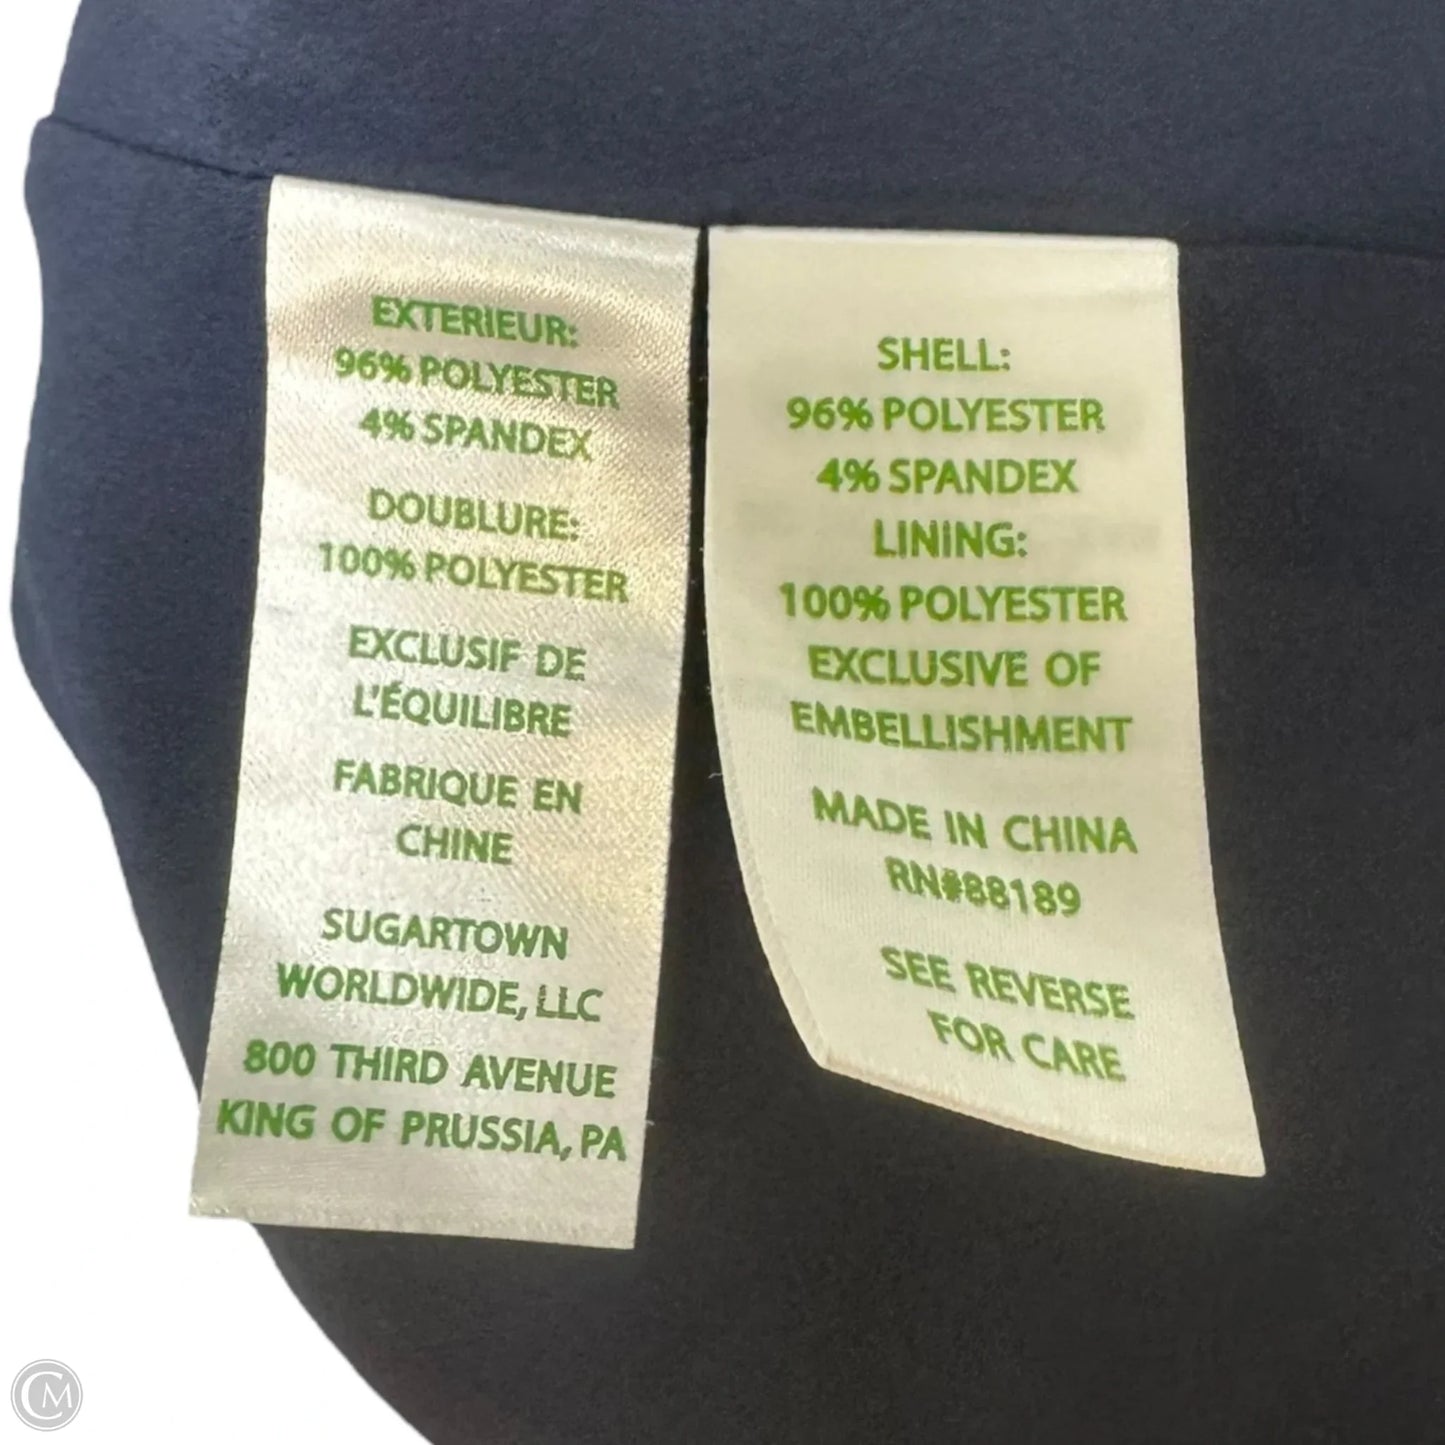 EXTERIEUR:
96% POLYESTER
4% SPANDEX
DOUBLURE:
100% POLYESTER
EXCLUSIF DE
L'ÉQUILIBRE
FABRIQUE EN
CHINE
SUGARTOWN
WORLDWIDE, LLC
800 THIRD AVENUE
KING OF PRUSSIA, PA
SHELL:
96% POLYESTER
4% SPANDEX
LINING:
100% POLYESTER
EXCLUSIVE OF
EMBELLISHMENT
MADE IN CHINA
RN#88189
SEE REVERSE
FOR CARE
CM